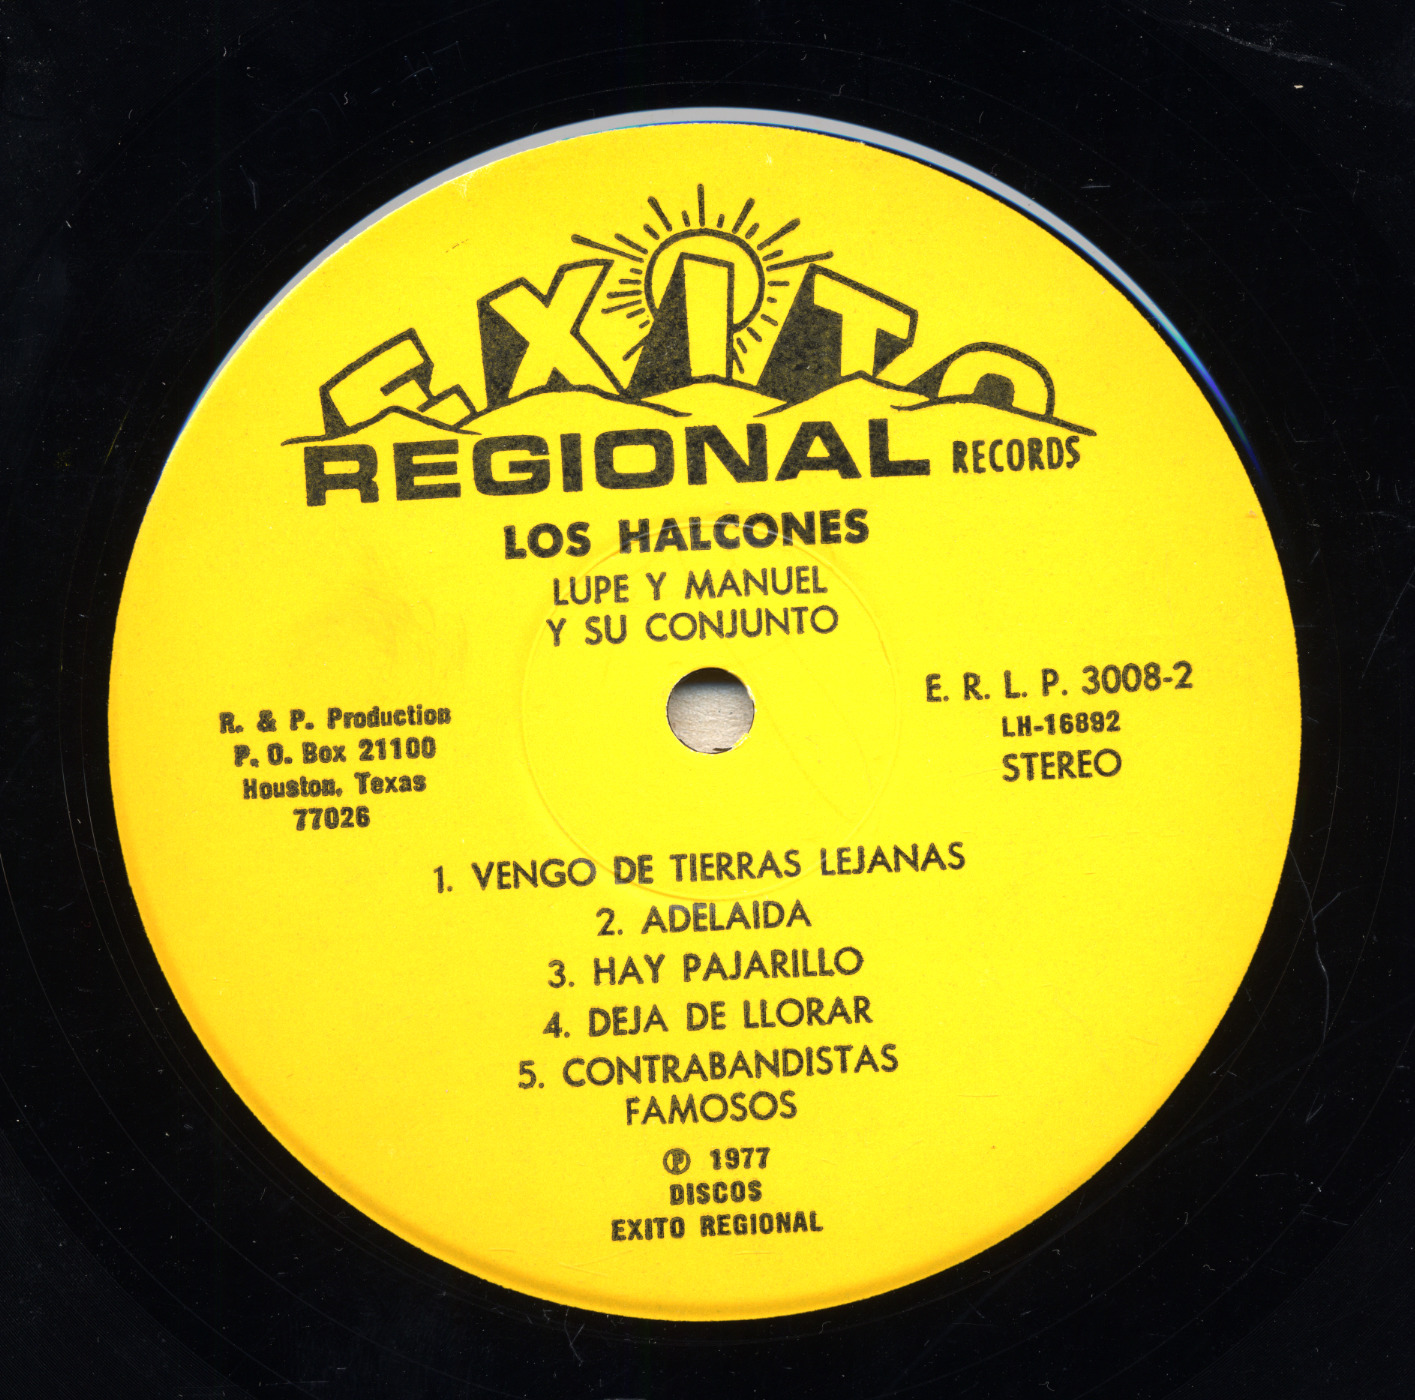 EXITO
REGIONAL RECORDS
LOS HALCONES
LUPE Y MANUEL
Y SU CONJUNTO
E. R. L. P. 3008-2
LH-16892
STEREO
R. & P. Production
P. O. Box 21100
Houston, Texas
77026
1. VENGO DE TIERRAS LEJANAS
2. ADELAIDA
3. HAY PAJARILLO
4. DEJA DE LLORAR
5. CONTRABANDISTAS
FAMOSOS
℗ 1977
DISCOS
EXITO REGIONAL